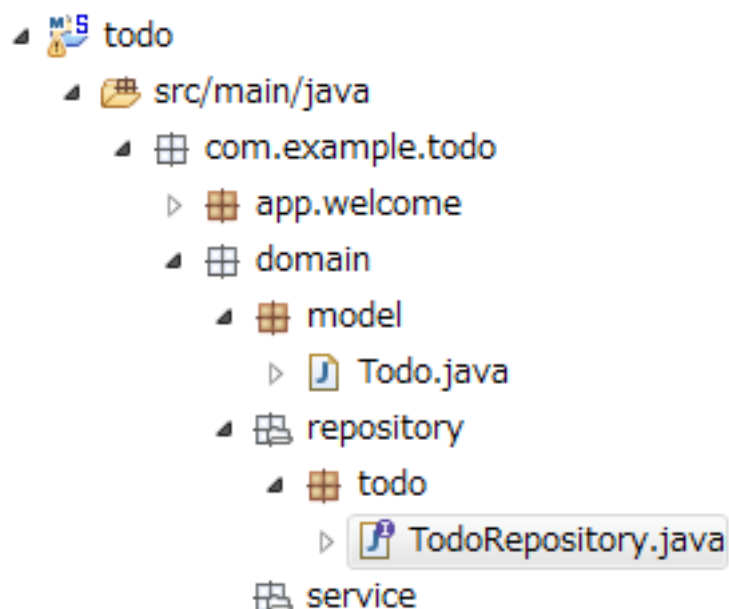 todo
src/main/java
com.example.todo
app.welcome
domain
model
Todo.java
repository
todo
TodoRepository.java
service